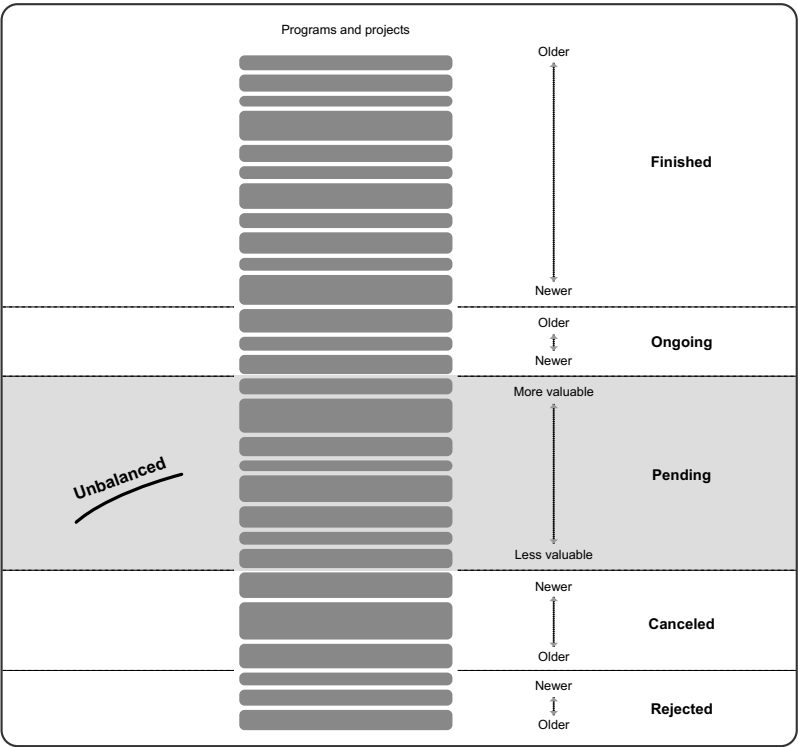 Programs and projects
Older
Finished
Newer
Older
Ongoing
Newer
More valuable
Unbalanced
Pending
Less valuable
Newer
Canceled
Older
Newer
Rejected
Older